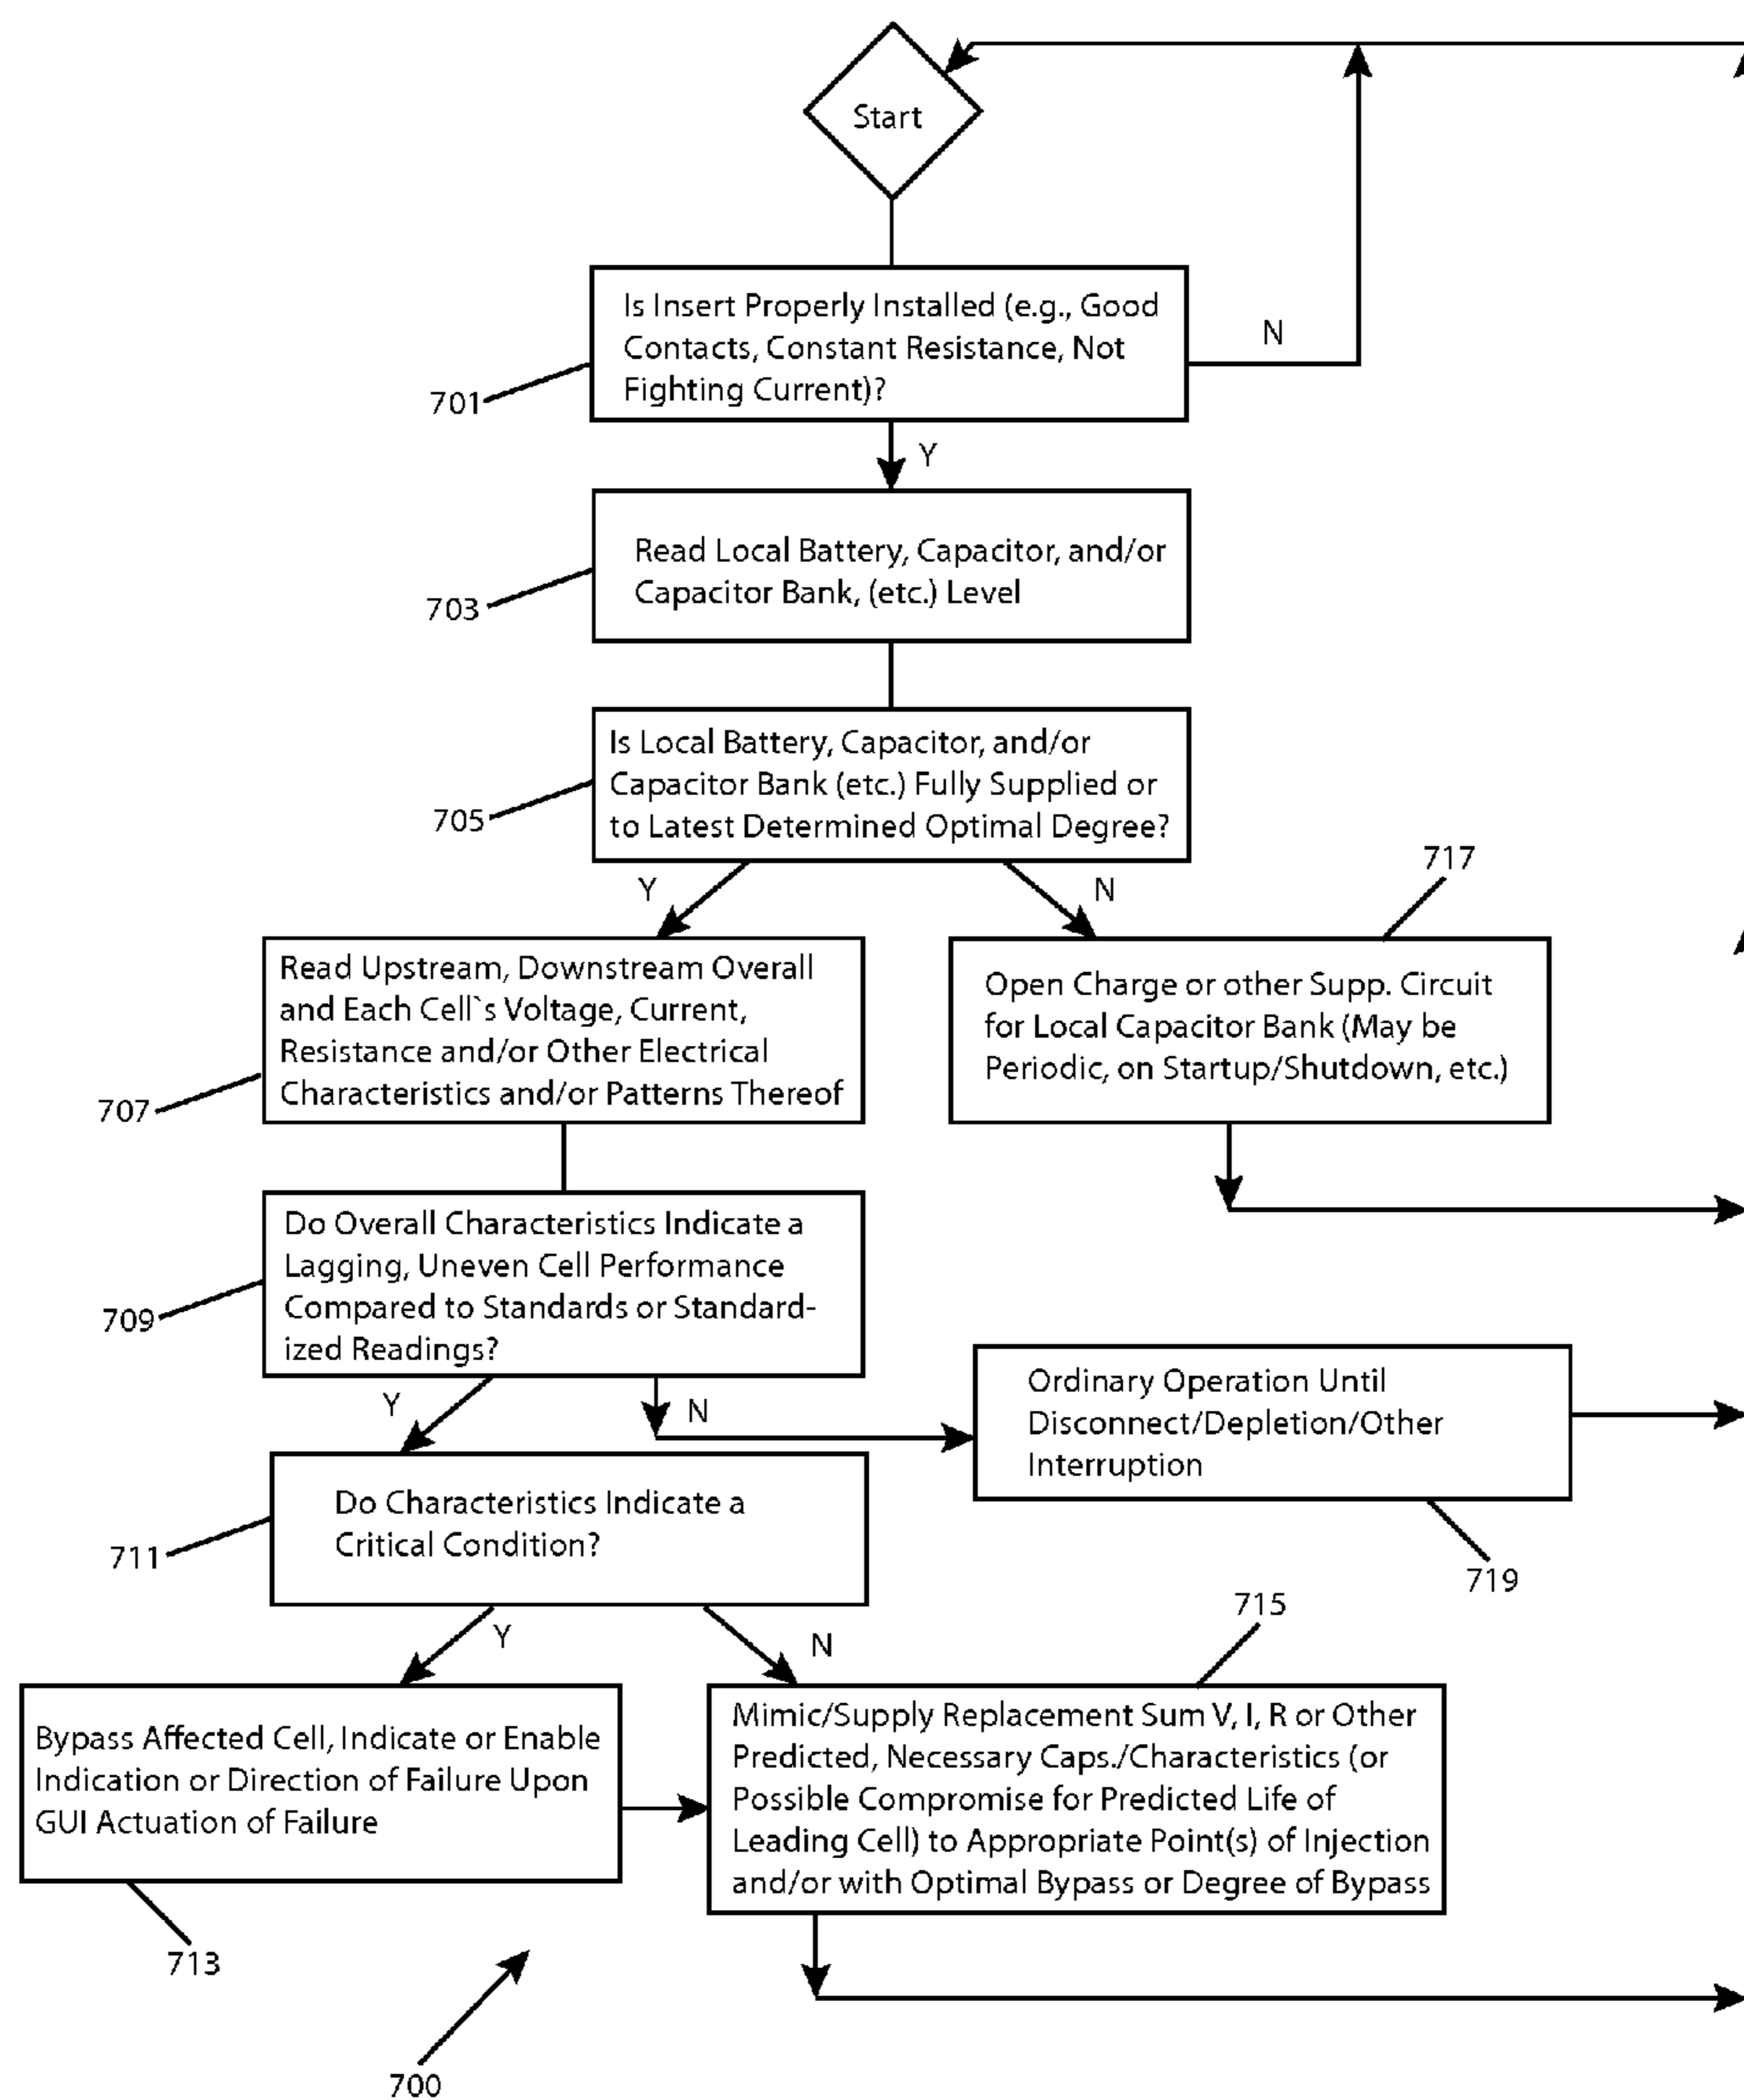 Start
Is Insert Properly Installed (e.g., Good
Contacts, Constant Resistance, Not
Fighting Current)?
N
701
Y
Read Local Battery, Capacitor, and/or
Capacitor Bank, (etc.) Level
703
Is Local Battery, Capacitor, and/or
Capacitor Bank (etc.) Fully Supplied or
to Latest Determined Optimal Degree?
705
717
Y
N
Read Upstream, Downstream Overall
and Each Cell`s Voltage, Current,
Resistance and/or Other Electrical
Characteristics and/or Patterns Thereof
707
Open Charge or other Supp. Circuit
for Local Capacitor Bank (May be
Periodic, on Startup/Shutdown, etc.)
Do Overall Characteristics Indicate a
Lagging, Uneven Cell Performance
Compared to Standards or Standard-
ized Readings?
709
Y
N
Ordinary Operation Until
Disconnect/Depletion/Other
Interruption
719
Do Characteristics Indicate a
Critical Condition?
711
715
Y
N
Bypass Affected Cell, Indicate or Enable
Indication or Direction of Failure Upon
GUI Actuation of Failure
713
Mimic/Supply Replacement Sum V, I, R or Other
Predicted, Necessary Caps./Characteristics (or
Possible Compromise for Predicted Life of
Leading Cell) to Appropriate Point(s) of Injection
and/or with Optimal Bypass or Degree of Bypass
700